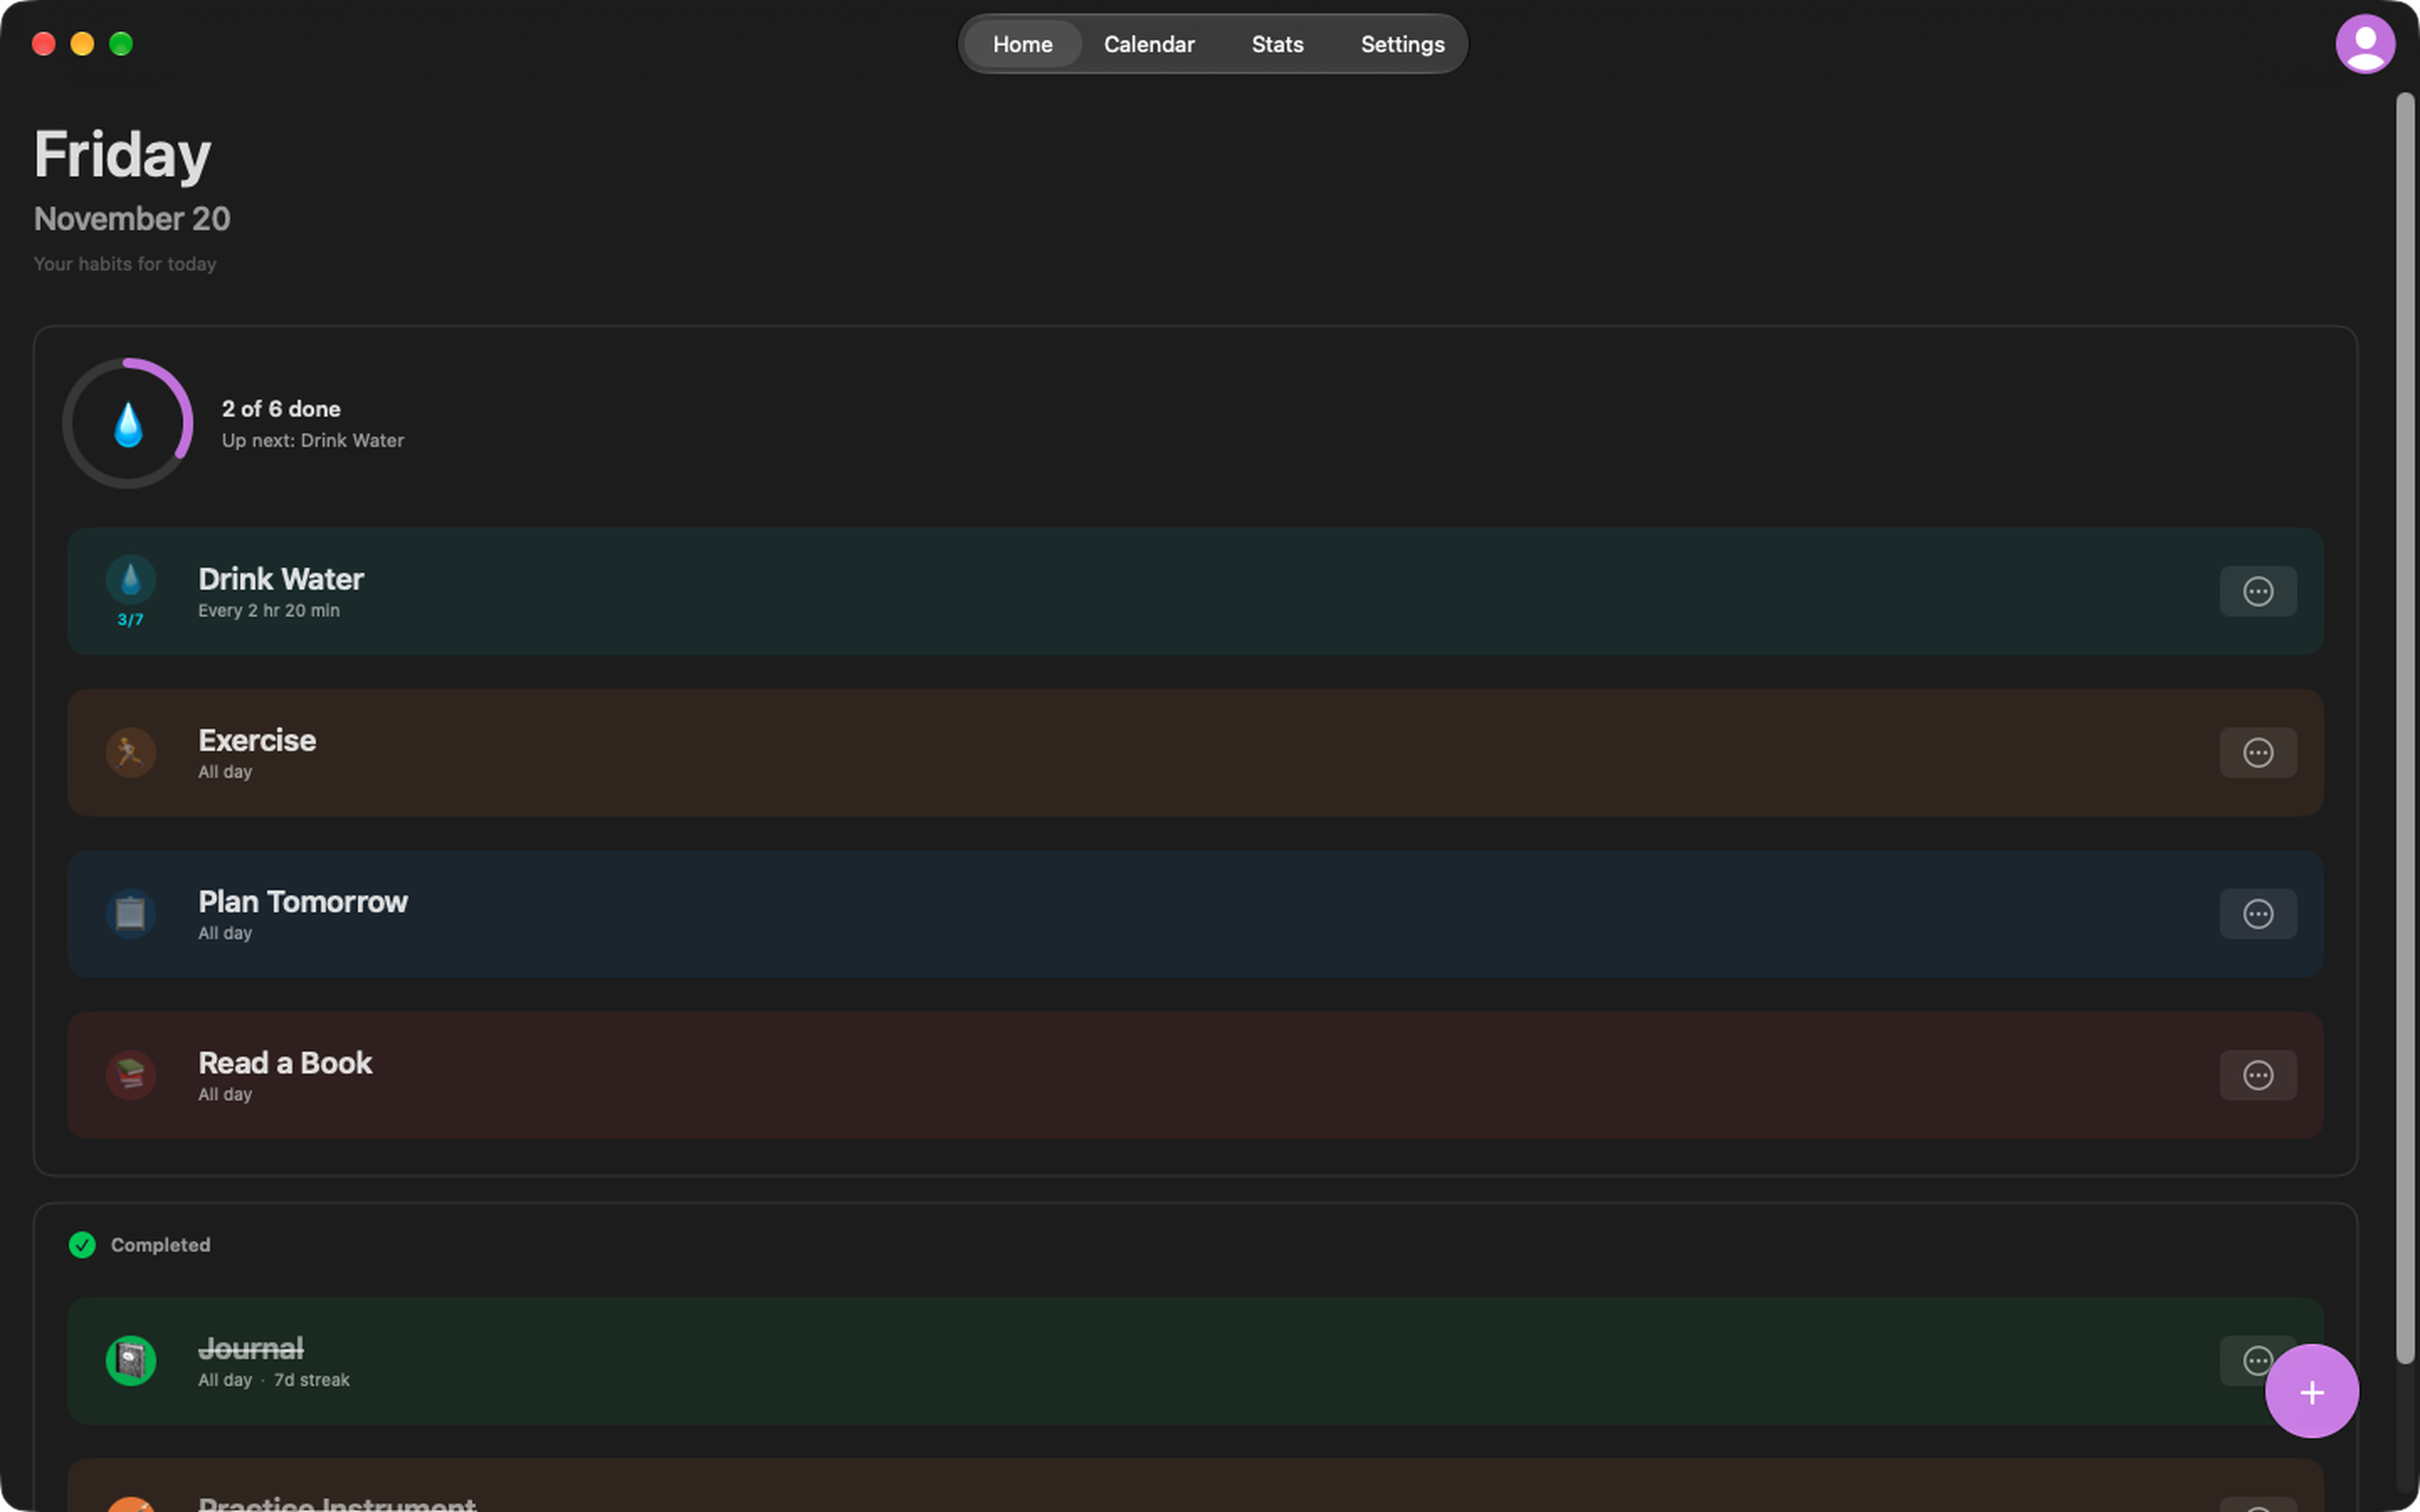 Home
Calendar
Stats
Settings
Friday
November 20
Your habits for today
2 of 6 done
Up next: Drink Water
3/7
Drink Water
Every 2 hr 20 min
Exercise
All day
Plan Tomorrow
All day
Read a Book
All day
Completed
Journal
All day · 7d streak
Practice Instrument